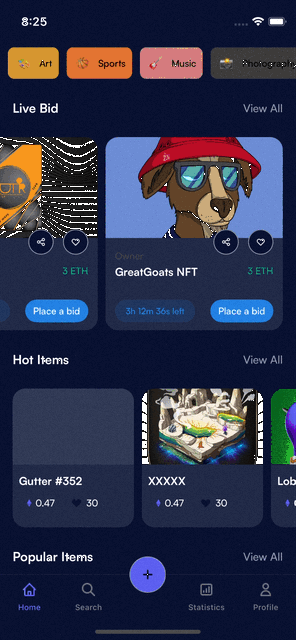 8:25
Art Sports Music Photography
Live Bid View All
Owner
3 ETH GreatGoats NFT 3 ETH
Place a bid 3h 12m 36s left Place a bid
Hot Items View All
Gutter #352 XXXXX Lob
0.47 30 0.47 30
Popular Items View All
Home Search Statistics Profile